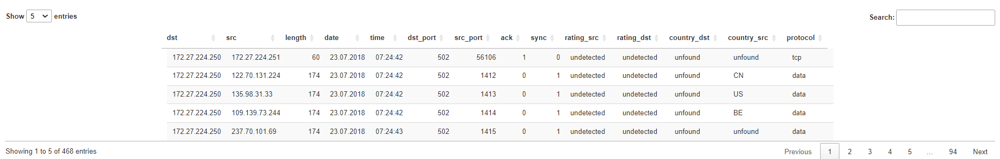 Show 5 entries Search:
dst src length date time dst_port src_port ack sync rating_src rating_dst country_dst country_src protocol
172.27.224.250 172.27.224.251 60 23.07.2018 07:24:42 502 56106 1 0 undetected undetected unfound unfound tcp
172.27.224.250 122.70.131.224 174 23.07.2018 07:24:42 502 1412 0 1 undetected undetected unfound CN data
172.27.224.250 135.98.31.33 174 23.07.2018 07:24:42 502 1413 0 1 undetected undetected unfound US data
172.27.224.250 109.139.73.244 174 23.07.2018 07:24:42 502 1414 0 1 undetected undetected unfound BE data
172.27.224.250 237.70.101.69 174 23.07.2018 07:24:43 502 1415 0 1 undetected undetected unfound unfound data
Showing 1 to 5 of 468 entries Previous 1 2 3 4 5 … 94 Next